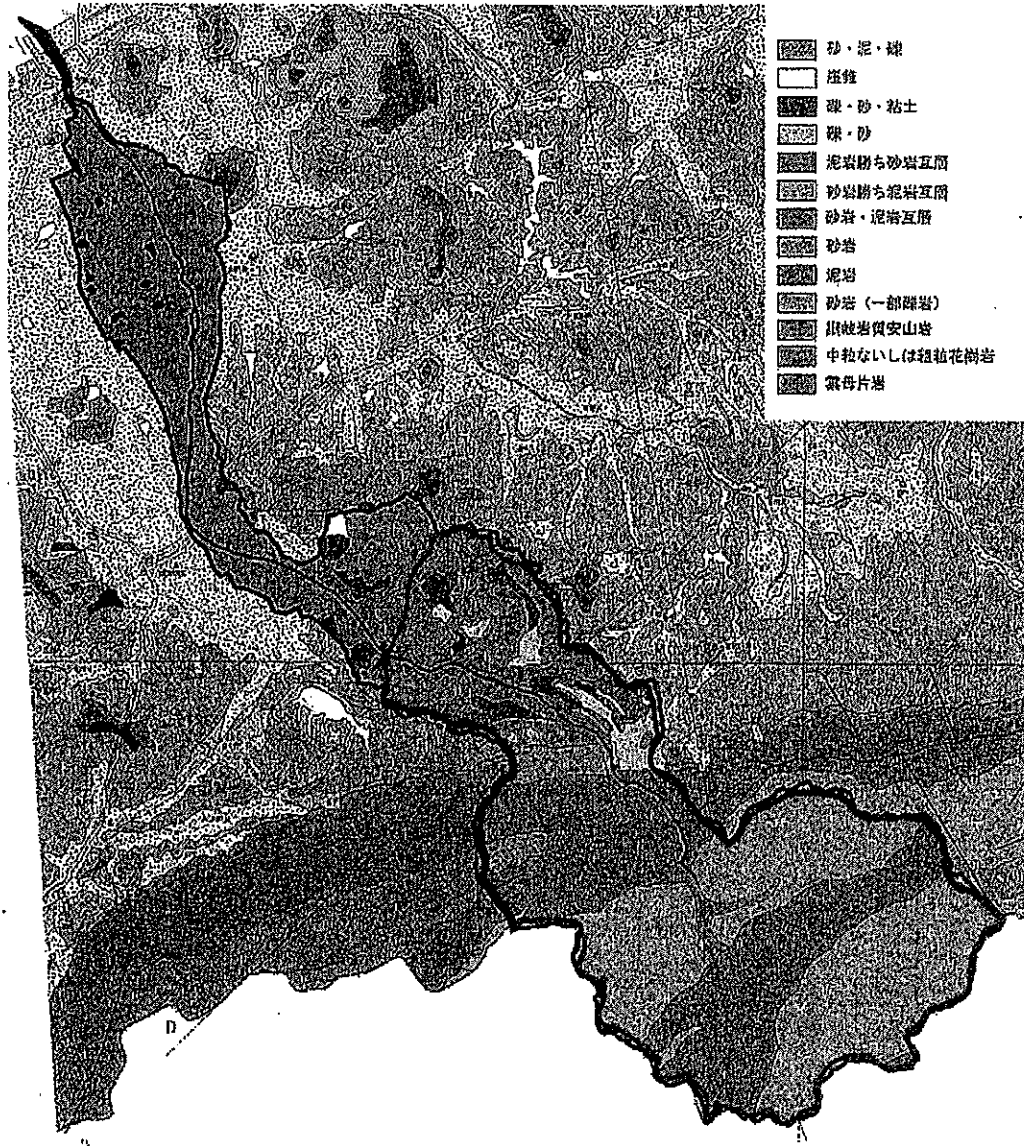 砂・泥・礫
崖錐
礫・砂・粘土
礫・砂
泥岩勝ち砂岩互層
砂岩勝ち泥岩互層
砂岩・泥岩互層
砂岩
泥岩
砂岩（一部礫岩）
讃岐岩質安山岩
中粒ないしは粗粒花崗岩
雲母片岩
D